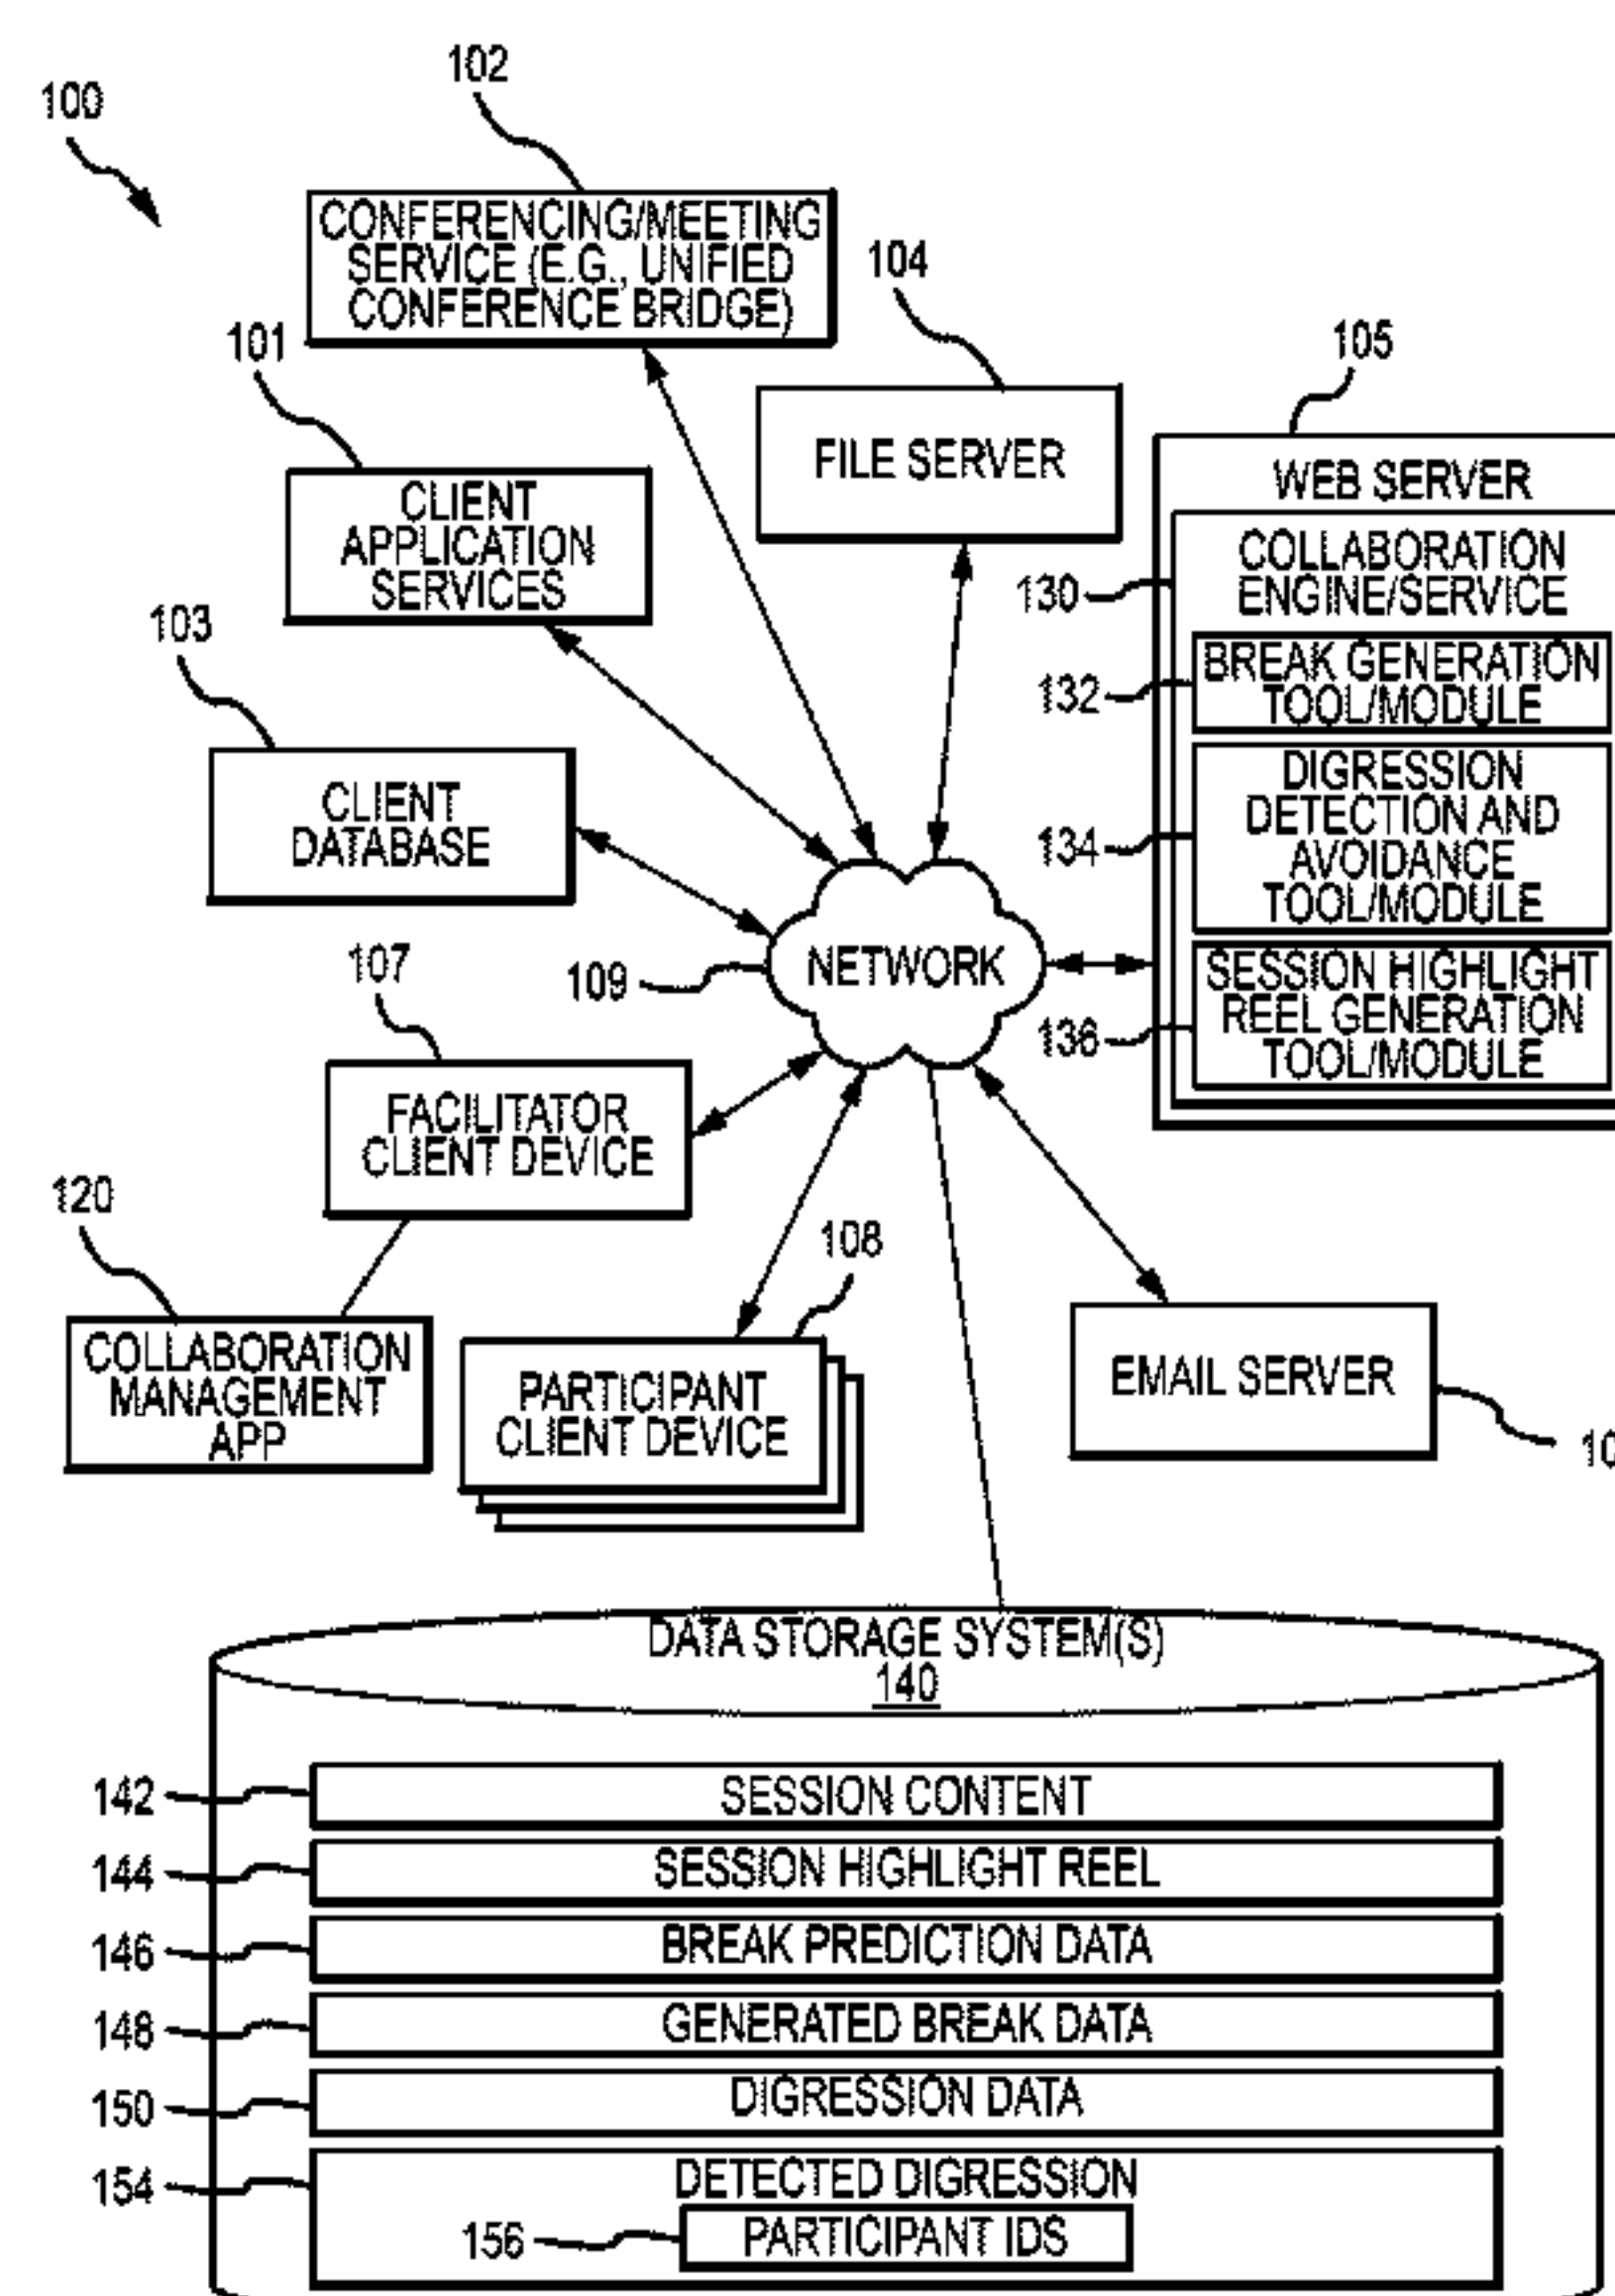 100
102
CONFERENCING/MEETING
SERVICE (E.G., UNIFIED
CONFERENCE BRIDGE)
104
FILE SERVER
101
CLIENT
APPLICATION
SERVICES
105
WEB SERVER
130
COLLABORATION
ENGINE/SERVICE
132
BREAK GENERATION
TOOL/MODULE
134
DIGRESSION
DETECTION AND
AVOIDANCE
TOOL/MODULE
136
SESSION HIGHLIGHT
REEL GENERATION
TOOL/MODULE
103
CLIENT
DATABASE
109
NETWORK
107
FACILITATOR
CLIENT DEVICE
120
COLLABORATION
MANAGEMENT
APP
108
PARTICIPANT
CLIENT DEVICE
EMAIL SERVER
DATA STORAGE SYSTEM(S)
140
142
SESSION CONTENT
144
SESSION HIGHLIGHT REEL
146
BREAK PREDICTION DATA
148
GENERATED BREAK DATA
150
DIGRESSION DATA
154
DETECTED DIGRESSION
156
PARTICIPANT IDS